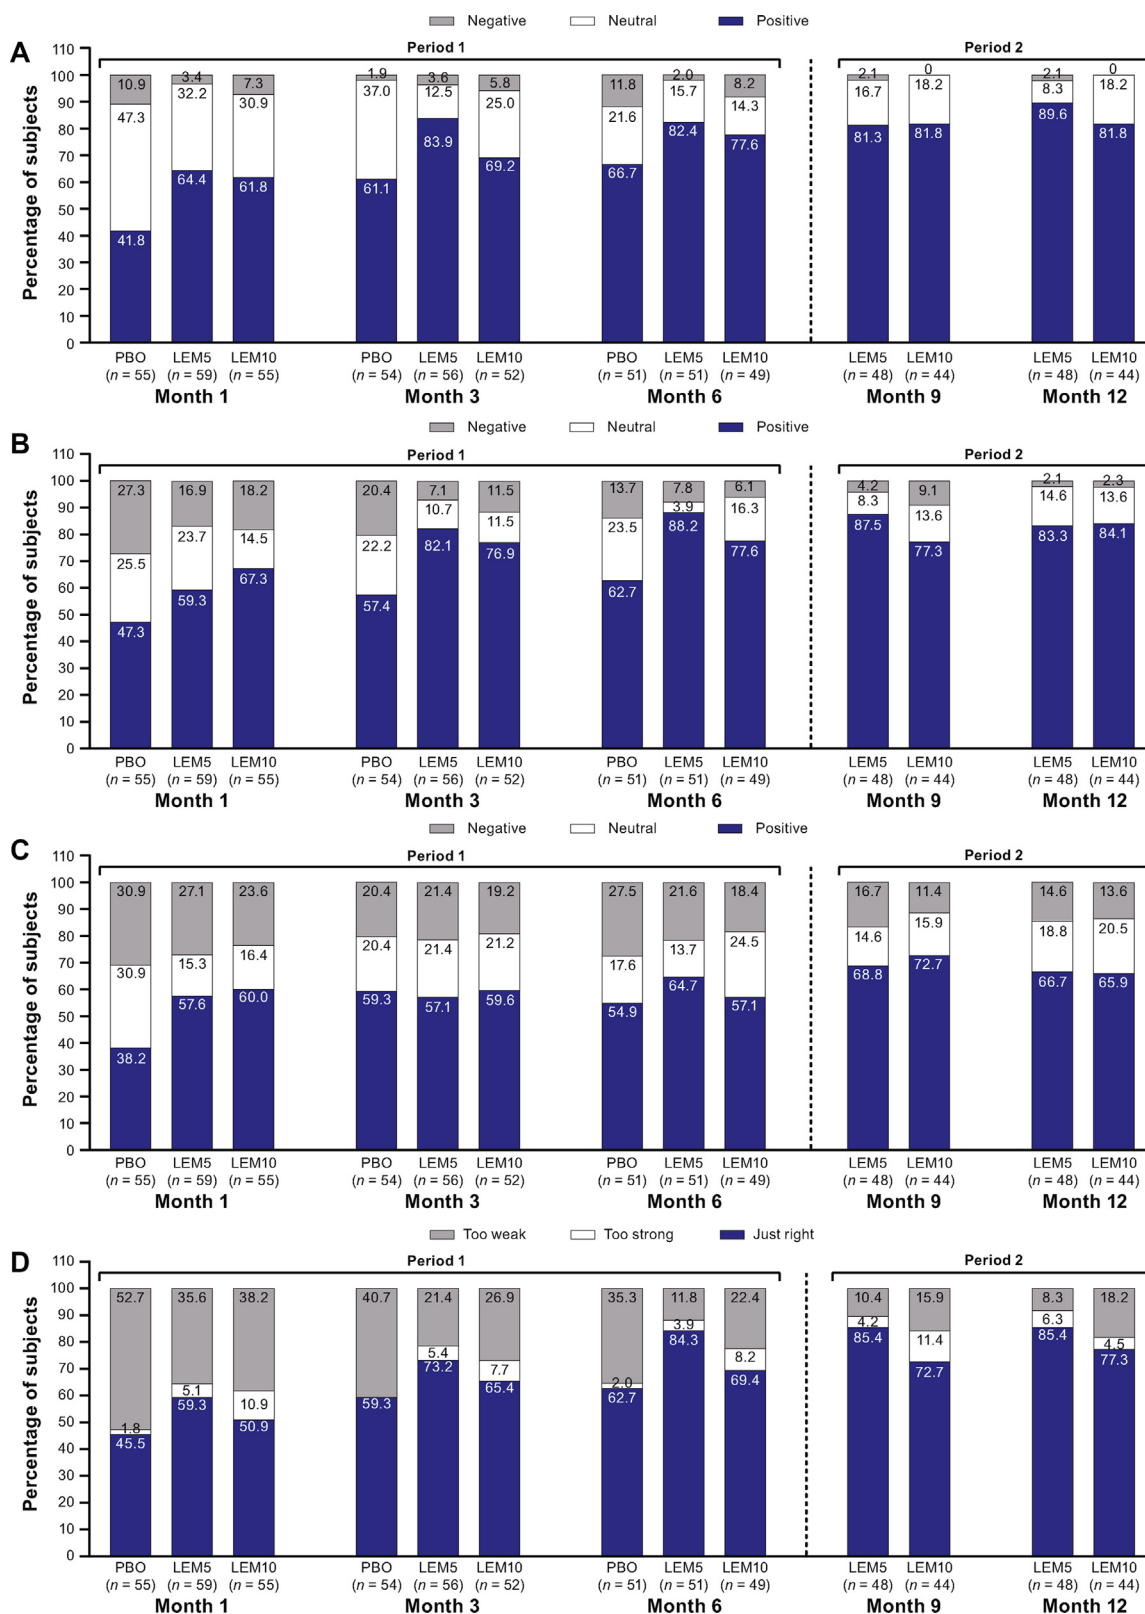 Negative Neutral Positive
A
Period 1 Period 2
Percentage of subjects
110
100
90
80
70
60
50
40
30
20
10
0
10.9 3.4 7.3 1.9 3.6 5.8 11.8 2.0 8.2 2.1 0 2.1 0
47.3 32.2 30.9 37.0 12.5 25.0 21.6 15.7 14.3 16.7 18.2 8.3 18.2
41.8 64.4 61.8 61.1 83.9 69.2 66.7 82.4 77.6 81.3 81.8 89.6 81.8
PBO LEM5 LEM10 PBO LEM5 LEM10 PBO LEM5 LEM10 LEM5 LEM10 LEM5 LEM10
(n = 55) (n = 59) (n = 55) (n = 54) (n = 56) (n = 52) (n = 51) (n = 51) (n = 49) (n = 48) (n = 44) (n = 48) (n = 44)
Month 1 Month 3 Month 6 Month 9 Month 12
Negative Neutral Positive
B
Period 1 Period 2
Percentage of subjects
110
100
90
80
70
60
50
40
30
20
10
0
27.3 16.9 18.2 20.4 7.1 11.5 13.7 7.8 6.1 4.2 9.1 2.1 2.3
25.5 23.7 14.5 22.2 10.7 11.5 23.5 3.9 16.3 8.3 13.6 14.6 13.6
47.3 59.3 67.3 57.4 82.1 76.9 62.7 88.2 77.6 87.5 77.3 83.3 84.1
PBO LEM5 LEM10 PBO LEM5 LEM10 PBO LEM5 LEM10 LEM5 LEM10 LEM5 LEM10
(n = 55) (n = 59) (n = 55) (n = 54) (n = 56) (n = 52) (n = 51) (n = 51) (n = 49) (n = 48) (n = 44) (n = 48) (n = 44)
Month 1 Month 3 Month 6 Month 9 Month 12
Negative Neutral Positive
C
Period 1 Period 2
Percentage of subjects
110
100
90
80
70
60
50
40
30
20
10
0
30.9 27.1 23.6 20.4 21.4 19.2 27.5 21.6 18.4 16.7 11.4 14.6 13.6
30.9 15.3 16.4 20.4 21.4 21.2 17.6 13.7 24.5 14.6 15.9 18.8 20.5
38.2 57.6 60.0 59.3 57.1 59.6 54.9 64.7 57.1 68.8 72.7 66.7 65.9
PBO LEM5 LEM10 PBO LEM5 LEM10 PBO LEM5 LEM10 LEM5 LEM10 LEM5 LEM10
(n = 55) (n = 59) (n = 55) (n = 54) (n = 56) (n = 52) (n = 51) (n = 51) (n = 49) (n = 48) (n = 44) (n = 48) (n = 44)
Month 1 Month 3 Month 6 Month 9 Month 12
Too weak Too strong Just right
D
Period 1 Period 2
Percentage of subjects
110
100
90
80
70
60
50
40
30
20
10
0
52.7 35.6 38.2 40.7 21.4 26.9 35.3 11.8 22.4 10.4 15.9 8.3 18.2
1.8 5.1 10.9 5.4 7.7 2.0 3.9 8.2 4.2 11.4 6.3 4.5
45.5 59.3 50.9 59.3 73.2 65.4 62.7 84.3 69.4 85.4 72.7 85.4 77.3
PBO LEM5 LEM10 PBO LEM5 LEM10 PBO LEM5 LEM10 LEM5 LEM10 LEM5 LEM10
(n = 55) (n = 59) (n = 55) (n = 54) (n = 56) (n = 52) (n = 51) (n = 51) (n = 49) (n = 48) (n = 44) (n = 48) (n = 44)
Month 1 Month 3 Month 6 Month 9 Month 12